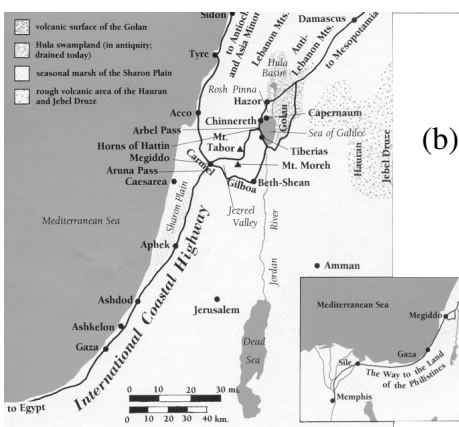 volcanic surface of the Golan
Hula swampland (in antiquity;
drained today)
seasonal marsh of the Sharon Plain
rough volcanic area of the Hauran
and Jebel Druze
Sidon
to Antioch
and Asia Minor
Lebanon Mts.
Anti-
Lebanon Mts.
Damascus
to Mesopotamia
Tyre
Hula
Basin
Rosh Pinna
Hazor
Acco
Chinnereth
Golan
Capernaum
Arbel Pass
Mt.
Tabor
Sea of Galilee
Horns of Hattin
Megiddo
Tiberias
Aruna Pass
Carmel
Mt. Moreh
Hauran
Jebel Druze
(b)
Caesarea
Gilboa
Beth-Shean
Sharon Plain
Jezreel
Valley
River
Jordan
Mediterranean Sea
Aphek
International Coastal Highway
Amman
Ashdod
Jerusalem
Ashkelon
Gaza
Dead
Sea
to Egypt
0 10 20 30 mi.
0 10 20 30 40 km.
Mediterranean Sea
Megiddo
Gaza
Sile
The Way to the Land
of the Philistines
Memphis